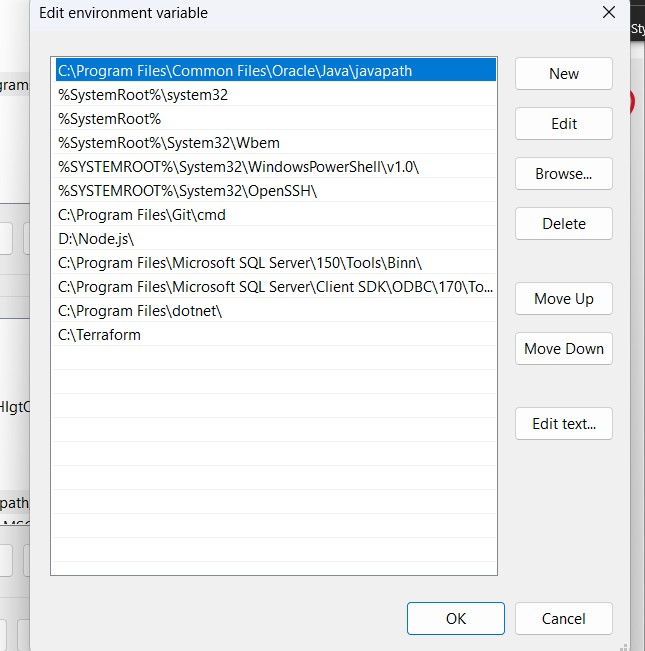 Edit environment variable
Sty
C:\Program Files\Common Files\Oracle\Java\javapath
New
grams
%SystemRoot%\system32
%SystemRoot%
Edit
%SystemRoot%\System32\Wbem
%SYSTEMROOT%\System32\WindowsPowerShell\v1.0\
Browse...
%SYSTEMROOT%\System32\OpenSSH\
C:\Program Files\Git\cmd
Delete
D:\Node.js\
C:\Program Files\Microsoft SQL Server\150\Tools\Binn\
C:\Program Files\Microsoft SQL Server\Client SDK\ODBC\170\To...
Move Up
C:\Program Files\dotnet\
C:\Terraform
Move Down
Edit text...
path
OK
Cancel